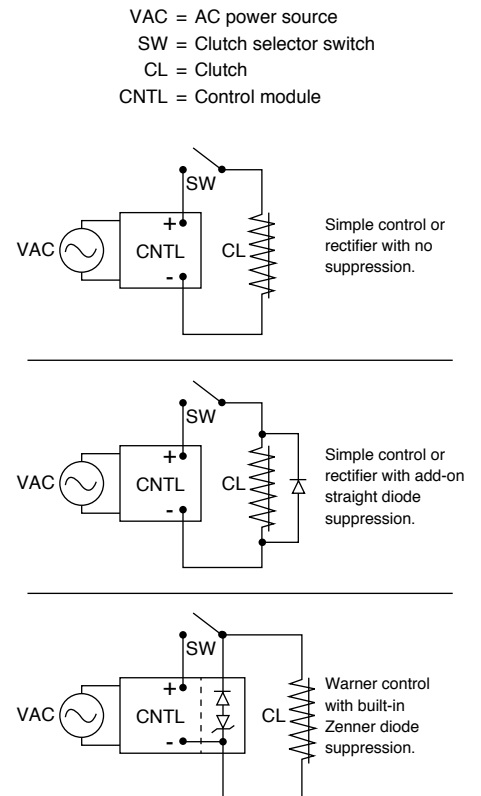 VAC = AC power source
SW = Clutch selector switch
CL = Clutch
CNTL = Control module
SW
+
VAC
CNTL
CL
-
Simple control or
rectifier with no
suppression.
SW
+
VAC
CNTL
CL
-
Simple control or
rectifier with add-on
straight diode
suppression.
SW
+
VAC
CNTL
CL
-
Warner control
with built-in
Zenner diode
suppression.